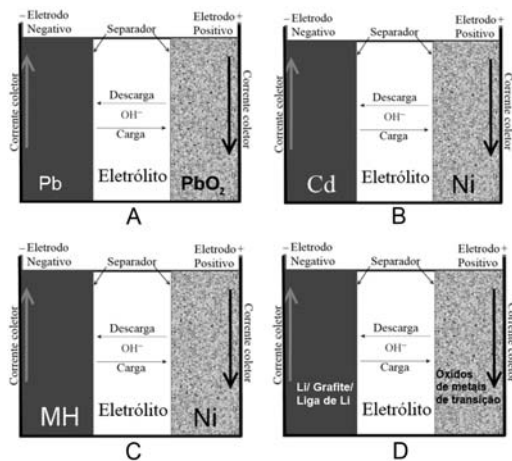 – Eletrodo Negativo
Separador
Eletrodo + Positivo
Corrente coletor
Descarga
OH–
Carga
Eletrólito
Pb
PbO2
Corrente coletor
A
– Eletrodo Negativo
Separador
Eletrodo + Positivo
Corrente coletor
Descarga
OH–
Carga
Eletrólito
Cd
Ni
Corrente coletor
B
– Eletrodo Negativo
Separador
Eletrodo + Positivo
Corrente coletor
Descarga
OH–
Carga
Eletrólito
MH
Ni
Corrente coletor
C
– Eletrodo Negativo
Separador
Eletrodo + Positivo
Corrente coletor
Descarga
OH–
Carga
Eletrólito
Li/ Grafite/
Liga de Li
Óxidos
de metais
de transição
Corrente coletor
D